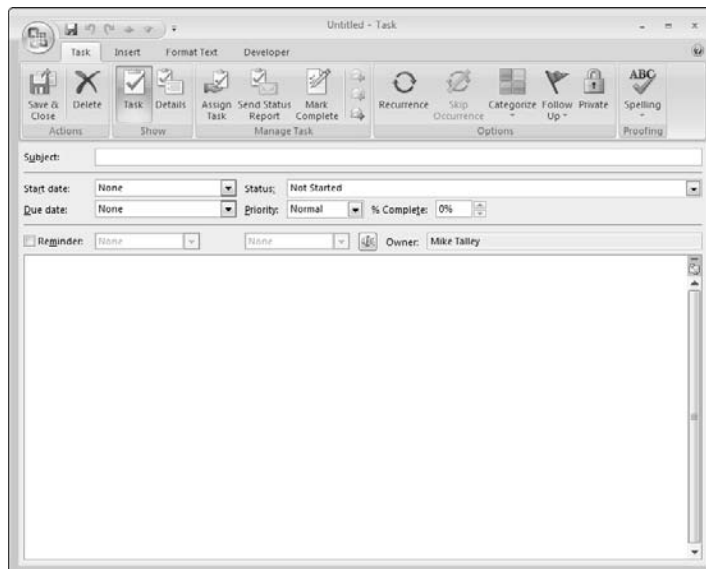 Untitled - Task
Task Insert Format Text Developer
Save & Close Delete Task Details Assign Task Send Status Report Mark Complete Recurrence Skip Occurrence Categorize Follow Up Private ABC Spelling
Actions Show Manage Task Options Proofing
Subject:
Start date: None Status: Not Started
Due date: None Priority: Normal % Complete: 0%
Reminder: None None Owner: Mike Talley